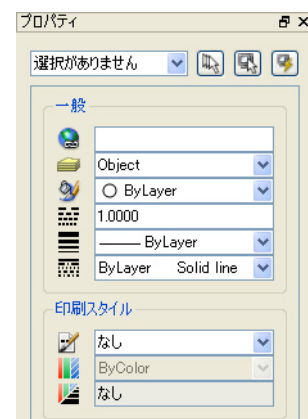 プロパティ
選択がありません
一般
Object
ByLayer
1.0000
ByLayer
ByLayer Solid line
印刷スタイル
なし
ByColor
なし